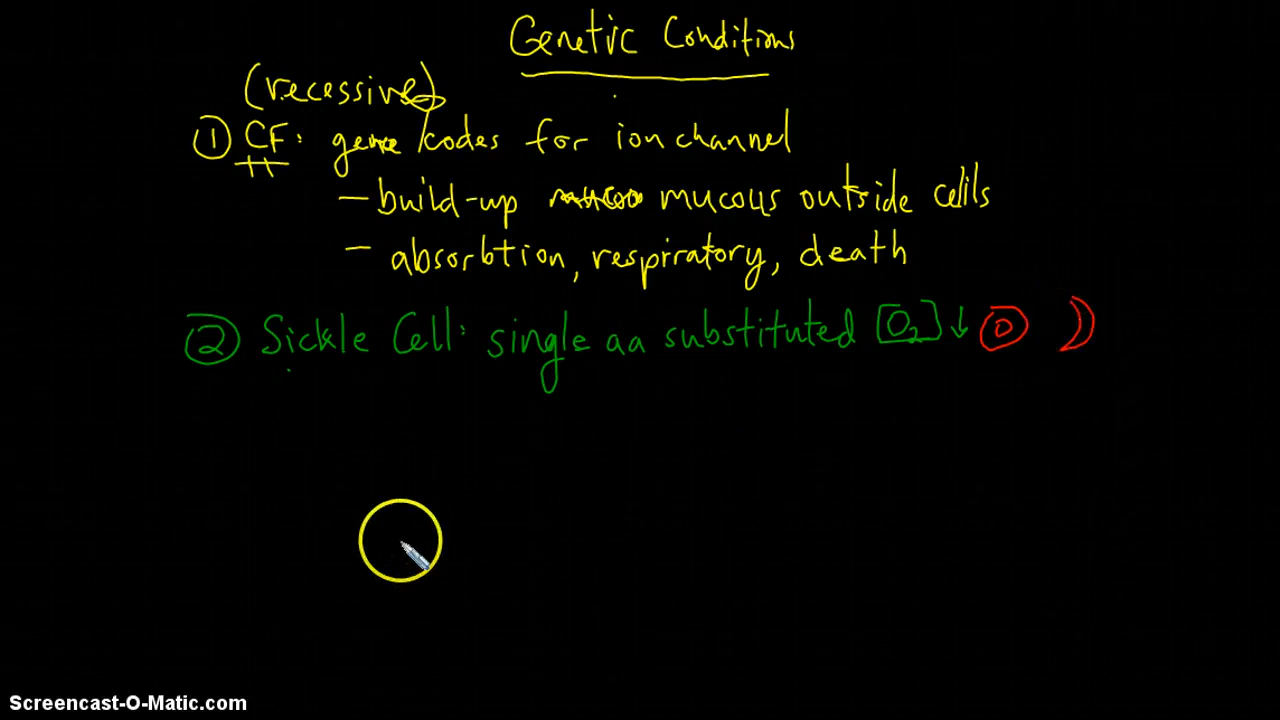 Genetic Conditions
(recessive)
① CF: gene codes for ion channel
- build-up mucous outside cells
- absorbtion, respiratory, death
② Sickle Cell: single aa substituted [O₂] ↓
Screencast-O-Matic.com